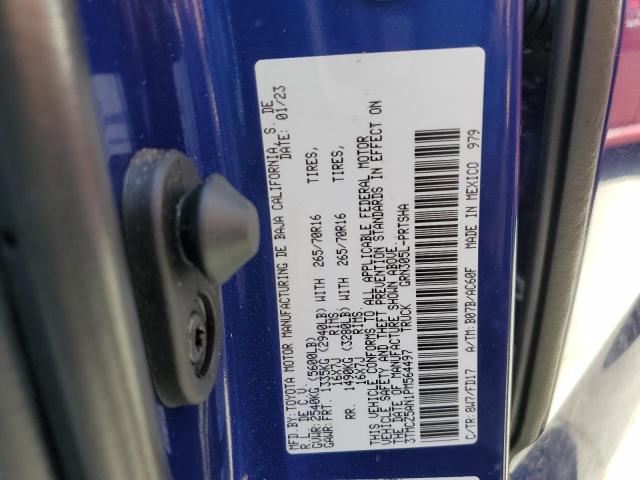 MFD.BY:TOYOTA MOTOR MANUFACTURING DE BAJA CALIFORNIA, S. DE
R.L. DE C.V. DATE: 01/23
GVWR: 2540KG (5600LB)
GAWR: FRT. 1335KG (2940LB) WITH 265/70R16 TIRES,
16X7J RIMS.
RR. 1490KG (3280LB) WITH 265/70R16 TIRES,
16X7J RIMS.
THIS VEHICLE CONFORMS TO ALL APPLICABLE FEDERAL MOTOR
VEHICLE SAFETY AND THEFT PREVENTION STANDARDS IN EFFECT ON
THE DATE OF MANUFACTURE SHOWN ABOVE.
3TMCZ5AN1PM564497 TRUCK GRN305L-PRTSHA
C/TR: 8W7/FD17 A/TM: B07B/AC60F MADE IN MEXICO 979